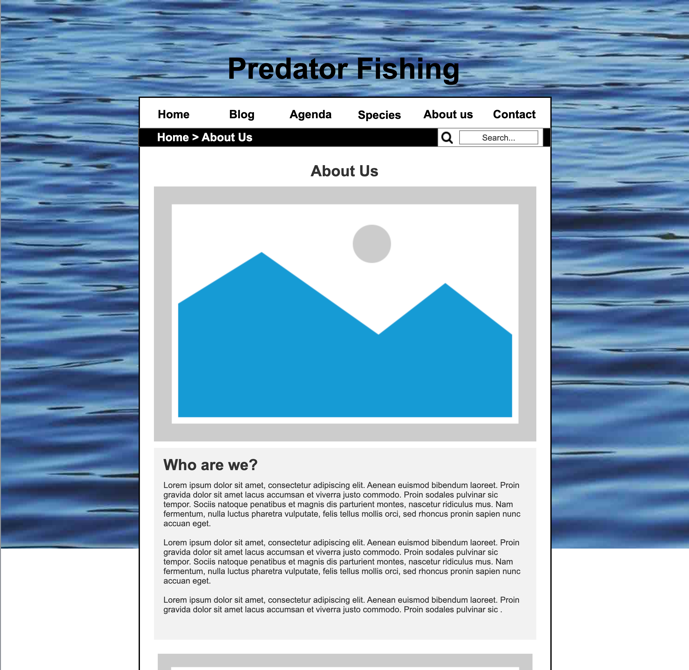 Predator Fishing
Home Blog Agenda Species About us Contact
Home > About Us Search...
About Us
Who are we?
Lorem ipsum dolor sit amet, consectetur adipiscing elit. Aenean euismod bibendum laoreet. Proin
gravida dolor sit amet lacus accumsan et viverra justo commodo. Proin sodales pulvinar sic
tempor. Sociis natoque penatibus et magnis dis parturient montes, nascetur ridiculus mus. Nam
fermentum, nulla luctus pharetra vulputate, felis tellus mollis orci, sed rhoncus pronin sapien nunc
accuan eget.
Lorem ipsum dolor sit amet, consectetur adipiscing elit. Aenean euismod bibendum laoreet. Proin
gravida dolor sit amet lacus accumsan et viverra justo commodo. Proin sodales pulvinar sic
tempor. Sociis natoque penatibus et magnis dis parturient montes, nascetur ridiculus mus. Nam
fermentum, nulla luctus pharetra vulputate, felis tellus mollis orci, sed rhoncus pronin sapien nunc
accuan eget.
Lorem ipsum dolor sit amet, consectetur adipiscing elit. Aenean euismod bibendum laoreet. Proin
gravida dolor sit amet lacus accumsan et viverra justo commodo. Proin sodales pulvinar sic .